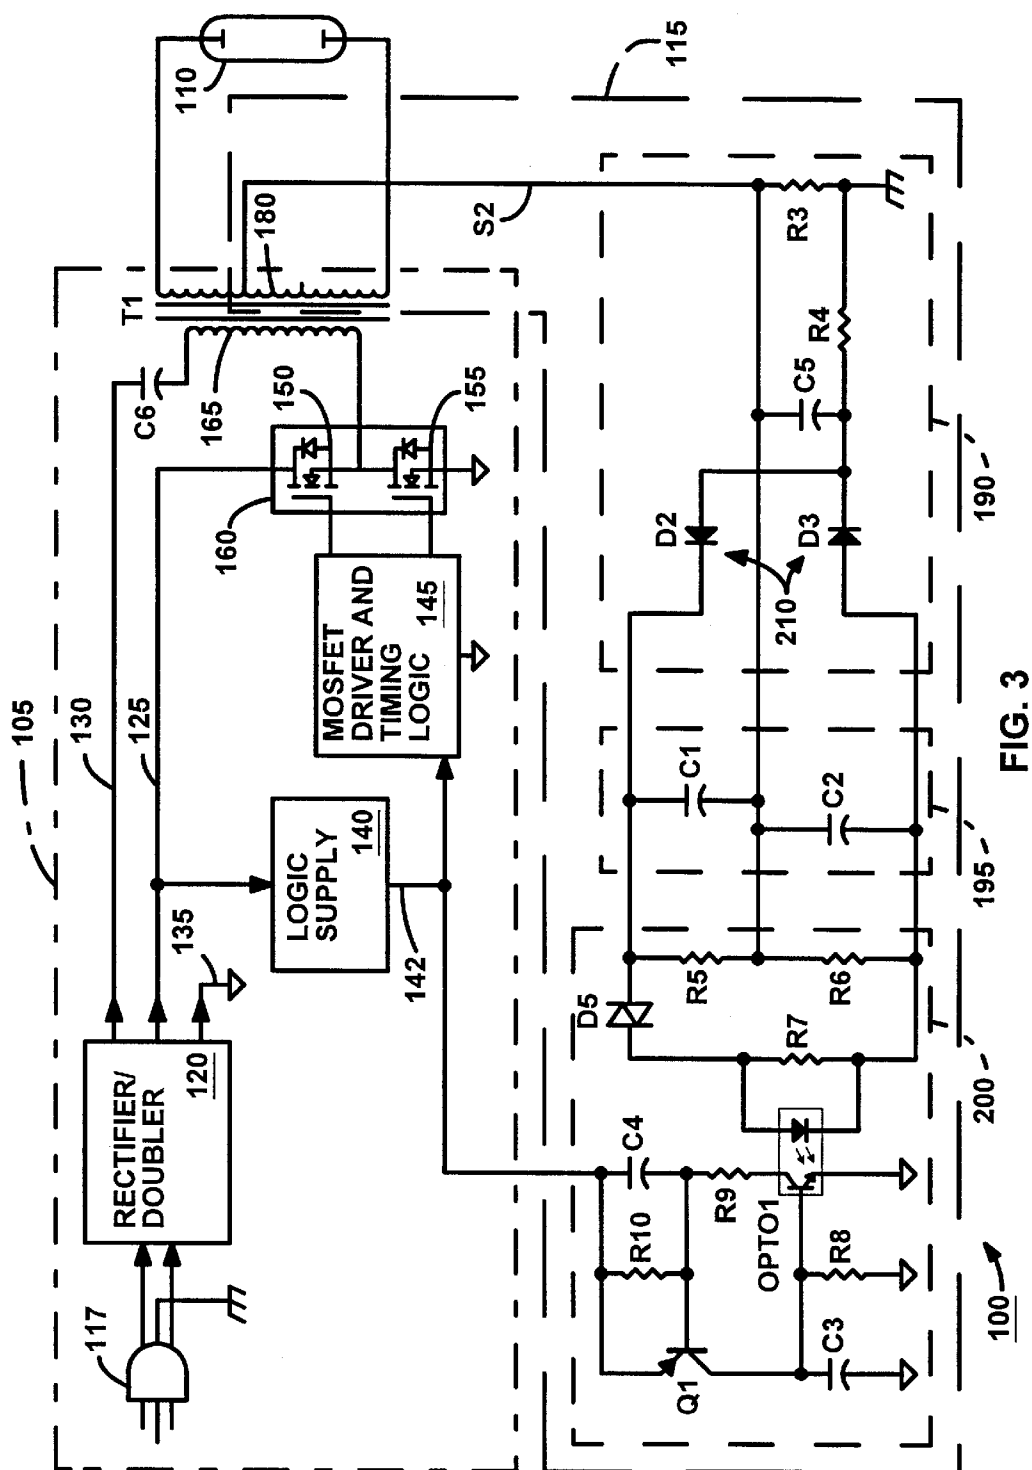 105
117
RECTIFIER/
DOUBLER
120
130
125
135
LOGIC
SUPPLY
140
142
MOSFET
DRIVER AND
TIMING
LOGIC
145
160
150
155
C6
165
T1
180
110
115
S2
Q1
R10
C4
R9
OPTO1
R8
C3
D5
R7
R5
R6
200
C1
C2
195
D2
D3
210
C5
R4
R3
190
100
FIG. 3